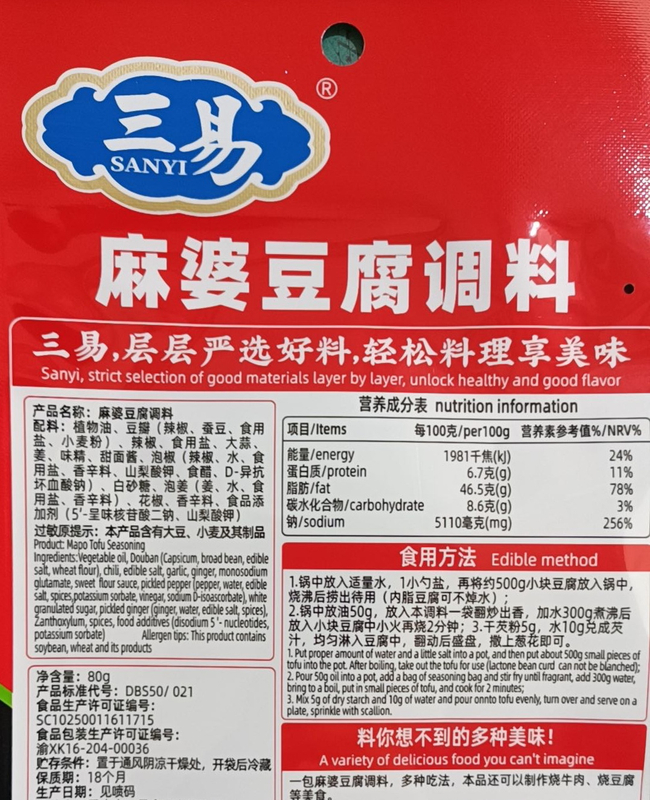 三易
SANYI
®
麻婆豆腐调料
三易,层层严选好料,轻松料理享美味
Sanyi, strict selection of good materials layer by layer, unlock healthy and good flavor
产品名称：麻婆豆腐调料
配料：植物油、豆瓣（辣椒、蚕豆、食用
盐、小麦粉）、辣椒、食用盐、大蒜、
姜、味精、甜面酱、泡椒（辣椒、水、食
用盐、香辛料、山梨酸钾、食醋、D-异抗
坏血酸钠）、白砂糖、泡姜（姜、水、食
用盐、香辛料）、花椒、香辛料、食品添
加剂（5′-呈味核苷酸二钠、山梨酸钾）
过敏原提示：本产品含有大豆、小麦及其制品
Product: Mapo Tofu Seasoning
Ingredients:Vegetable oil, Douban (Capsicum, broad bean, edible
salt, wheat flour), chili, edible salt, garlic, ginger, monosodium
glutamate, sweet flour sauce, pickled pepper (pepper, water, edible
salt, spices,potassium sorbate, vinegar, sodium D-isoascorbate), white
granulated sugar, pickled ginger (ginger, water, edible salt, spices),
Zanthoxylum, spices, food additives (disodium 5'- nucleotides,
potassium sorbate) Allergen tips: This product contains
soybean, wheat and its products
净含量：80g
产品标准代号：DBS50/ 021
食品生产许可证编号：
SC10250011611715
食品包装生产许可证编号：
渝XK16-204-00036
贮存条件：置于通风阴凉干燥处，开袋后冷藏
保质期：18个月
生产日期：见喷码
营养成分表 nutrition information
项目/Items 每100克/per100g 营养素参考值%/NRV%
能量/energy 1981千焦(kJ) 24%
蛋白质/protein 6.7克(g) 11%
脂肪/fat 46.5克(g) 78%
碳水化合物/carbohydrate 8.6克(g) 3%
钠/sodium 5110毫克(mg) 256%
食用方法 Edible method
1.锅中放入适量水，1小勺盐，再将约500g小块豆腐放入锅中，
烧沸后捞出待用（内脂豆腐可不焯水）；
2.锅中放油50g，放入本调料一袋翻炒出香，加水300g煮沸后
放入小块豆腐中小火再烧2分钟；3.干芡粉5g，水10g兑成芡
汁，均匀淋入豆腐中，翻动后盛盘，撒上葱花即可。
1. Put proper amount of water and a little salt into a pot, and then put about 500g small pieces of
tofu into the pot. After boiling, take out the tofu for use (lactone bean curd can not be blanched);
2. Pour 50g oil into a pot, add a bag of seasoning bag and stir fry until fragrant, add 300g water,
bring to a boil, put in small pieces of tofu, and cook for 2 minutes;
3. Mix 5g of dry starch and 10g of water and pour onnto tofu evenly, turn over and serve on a
plate, sprinkle with scallion.
料你想不到的多种美味！
A variety of delicious food you can't imagine
一包麻婆豆腐调料，多种吃法，本品还可以制作烧牛肉、烧豆腐
等美食。